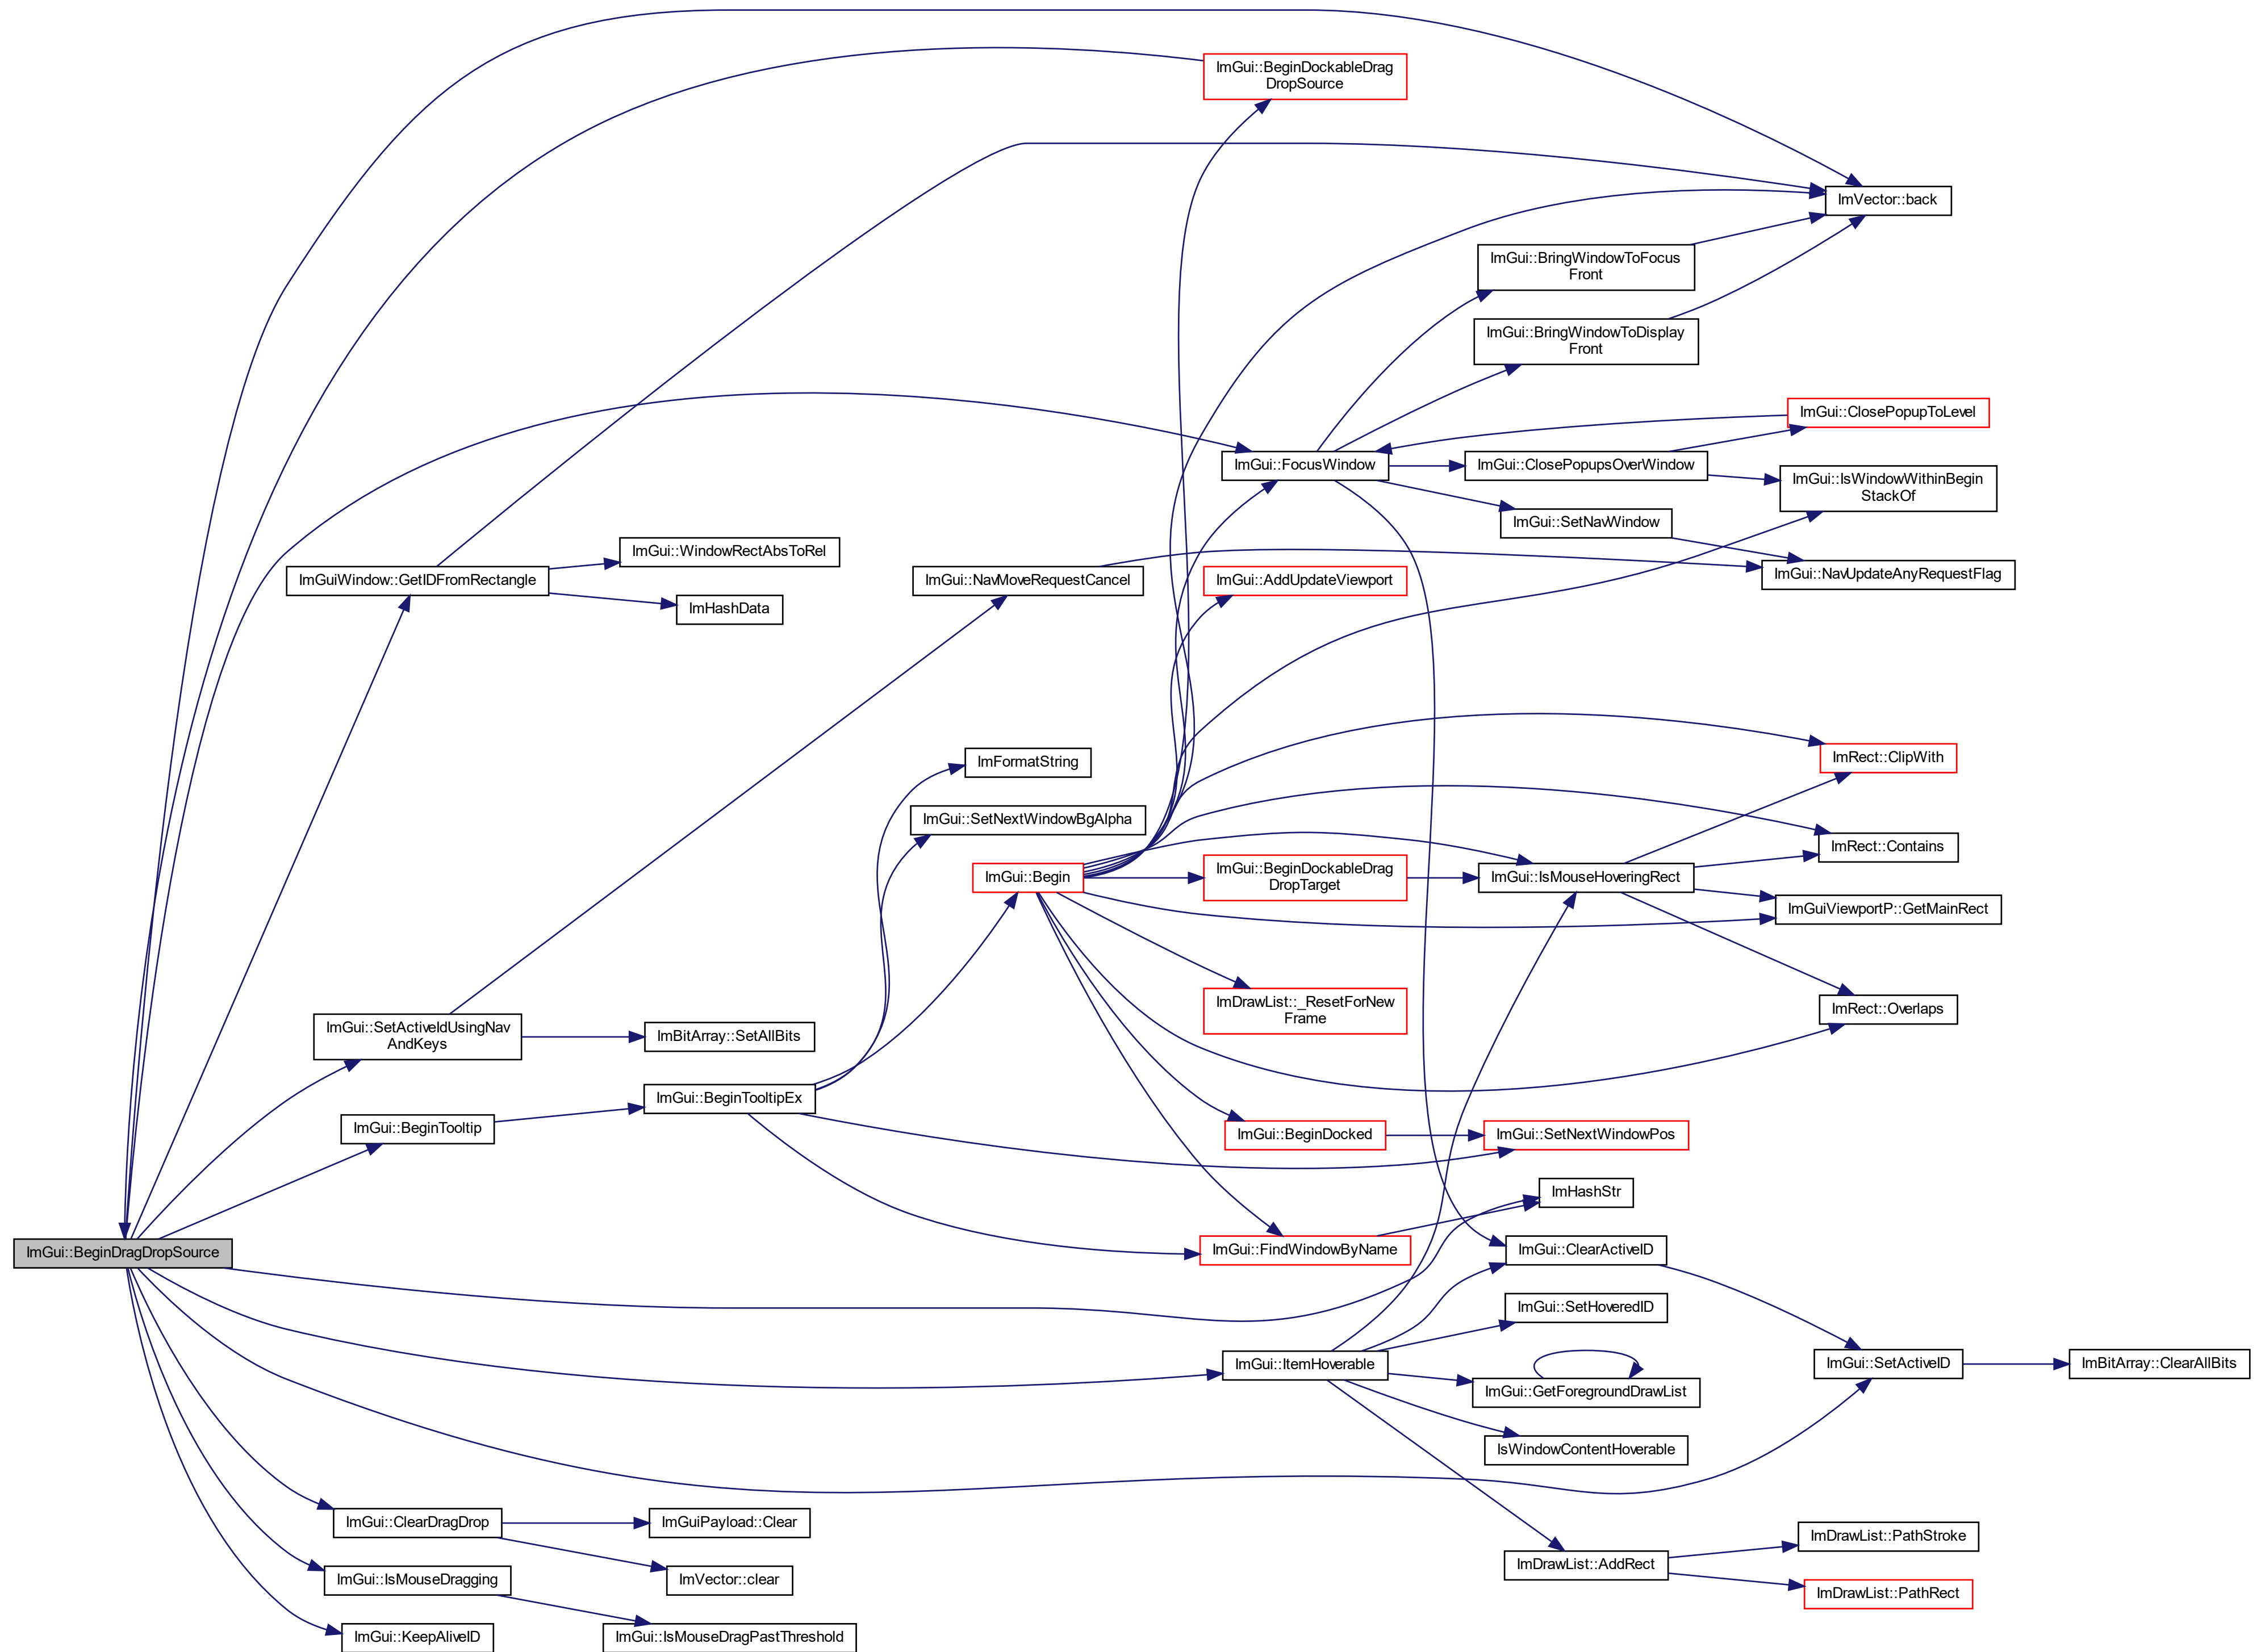 ImGui::BeginDockableDrag
DropSource
ImVector::back
ImGui::BringWindowToFocus
Front
ImGui::BringWindowToDisplay
Front
ImGui::ClosePopupToLevel
ImGui::FocusWindow
ImGui::ClosePopupsOverWindow
ImGui::IsWindowWithinBegin
StackOf
ImGui::SetNavWindow
ImGui::WindowRectAbsToRel
ImGuiWindow::GetIDFromRectangle
ImGui::NavMoveRequestCancel
ImGui::AddUpdateViewport
ImGui::NavUpdateAnyRequestFlag
ImHashData
ImFormatString
ImRect::ClipWith
ImGui::SetNextWindowBgAlpha
ImRect::Contains
ImGui::Begin
ImGui::BeginDockableDrag
DropTarget
ImGui::IsMouseHoveringRect
ImGuiViewportP::GetMainRect
ImDrawList::_ResetForNew
Frame
ImRect::Overlaps
ImGui::SetActiveIdUsingNav
AndKeys
ImBitArray::SetAllBits
ImGui::BeginTooltipEx
ImGui::BeginTooltip
ImGui::BeginDocked
ImGui::SetNextWindowPos
ImHashStr
ImGui::BeginDragDropSource
ImGui::FindWindowByName
ImGui::ClearActiveID
ImGui::SetHoveredID
ImGui::ItemHoverable
ImGui::SetActiveID
ImBitArray::ClearAllBits
ImGui::GetForegroundDrawList
IsWindowContentHoverable
ImGui::ClearDragDrop
ImGuiPayload::Clear
ImDrawList::PathStroke
ImDrawList::AddRect
ImGui::IsMouseDragging
ImVector::clear
ImDrawList::PathRect
ImGui::KeepAliveID
ImGui::IsMouseDragPastThreshold